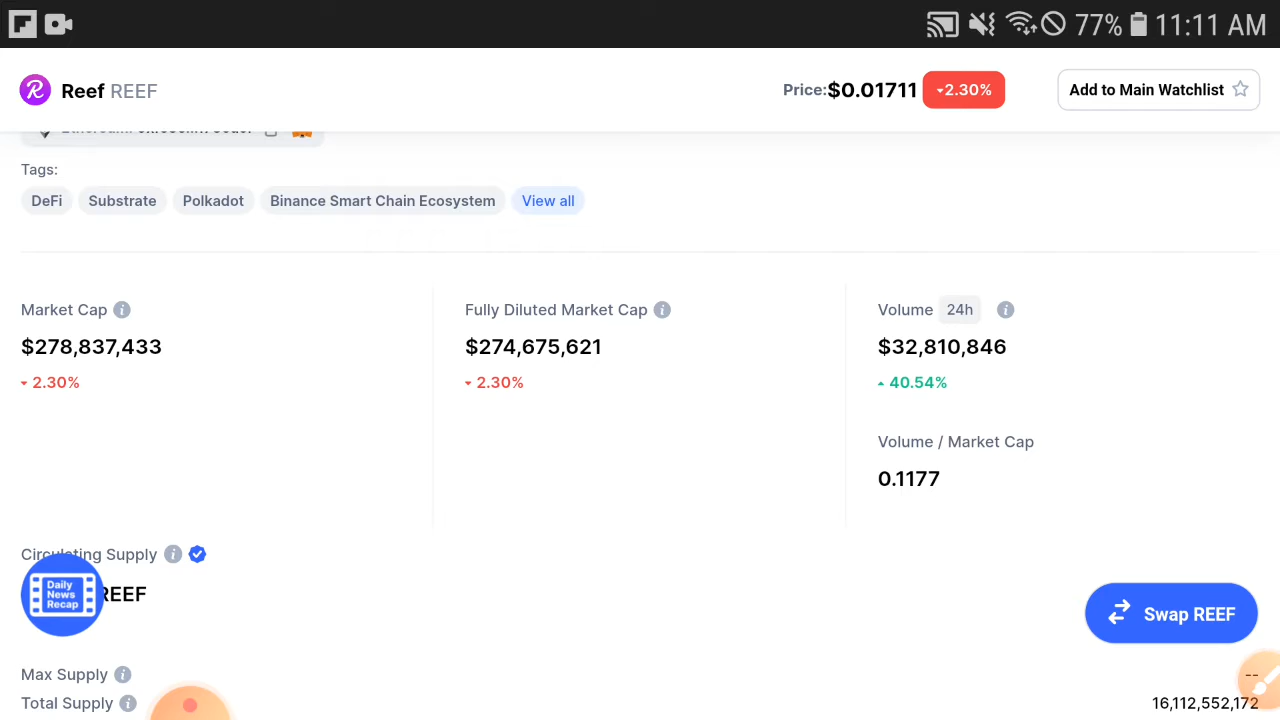 77% 11:11 AM
Reef REEF
Price:$0.01711 2.30% Add to Main Watchlist
Tags:
DeFi Substrate Polkadot Binance Smart Chain Ecosystem View all
Market Cap Fully Diluted Market Cap Volume 24h
$278,837,433 $274,675,621 $32,810,846
2.30% 2.30% 40.54%
Volume / Market Cap
0.1177
Circulating Supply
REEF
Daily
News
Recap
Swap REEF
Max Supply --
Total Supply 16,112,552,172